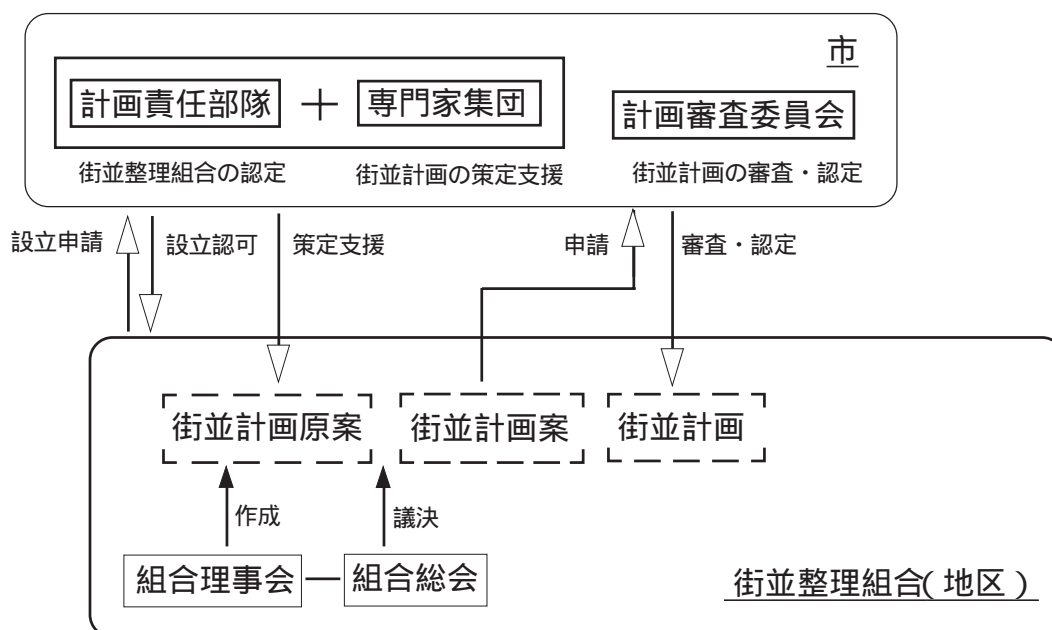 市
計画責任部隊 + 専門家集団
計画審査委員会
街並整理組合の認定
街並計画の策定支援
街並計画の審査・認定
設立申請
設立認可
策定支援
申請
審査・認定
街並計画原案
街並計画案
街並計画
作成
議決
組合理事会
組合総会
街並整理組合(地区)